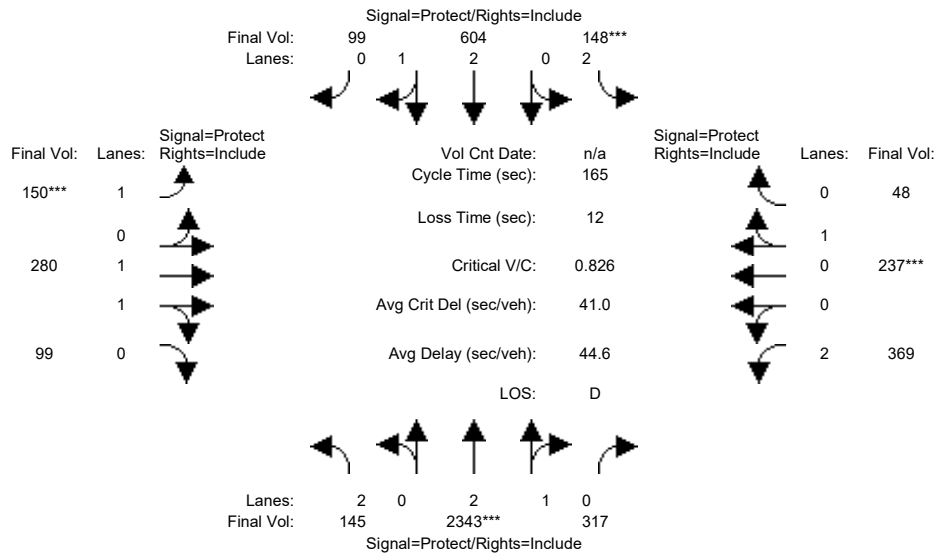 Signal=Protect/Rights=Include
Final Vol: 99 604 148***
Lanes: 0 1 2 0 2
Signal=Protect
Final Vol: Lanes: Rights=Include
Vol Cnt Date: n/a
Signal=Protect
Rights=Include Lanes: Final Vol:
Cycle Time (sec): 165
150*** 1
0 48
Loss Time (sec): 12
0
1
280 1
Critical V/C: 0.826
0 237***
1
Avg Crit Del (sec/veh): 41.0
0
99 0
Avg Delay (sec/veh): 44.6
2 369
LOS: D
Lanes: 2 0 2 1 0
Final Vol: 145 2343*** 317
Signal=Protect/Rights=Include